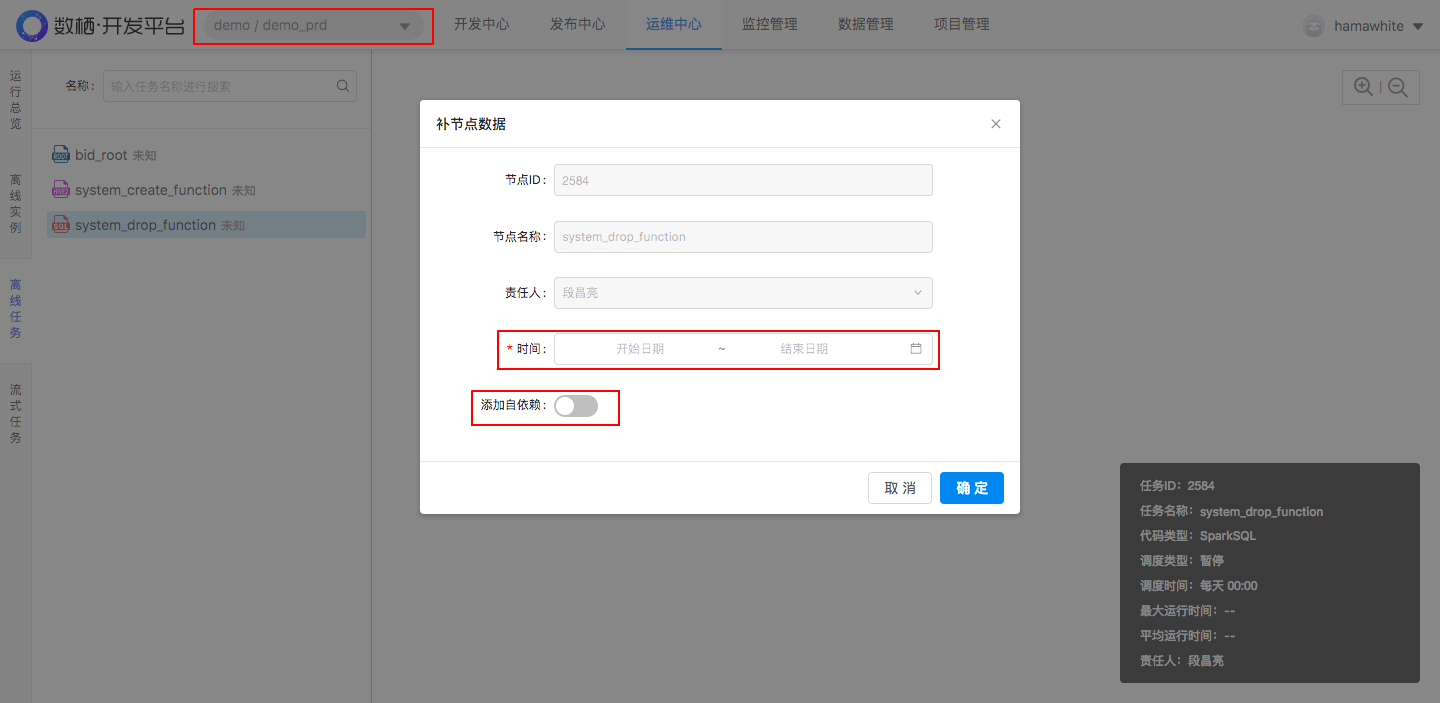 数栖·开发平台
demo / demo_prd
开发中心
发布中心
运维中心
监控管理
数据管理
项目管理
hamawhite
运行总览
离线实例
离线任务
流式任务
名称:
输入任务名称进行搜索
ROOT
bid_root 未知
HIVE2
system_create_function 未知
SQL
system_drop_function 未知
补节点数据
节点ID:
2584
节点名称:
system_drop_function
责任人:
段昌亮
* 时间:
开始日期 ~ 结束日期
添加自依赖:
取 消
确 定
任务ID: 2584
任务名称: system_drop_function
代码类型: SparkSQL
调度类型: 暂停
调度时间: 每天 00:00
最大运行时间: --
平均运行时间: --
责任人: 段昌亮